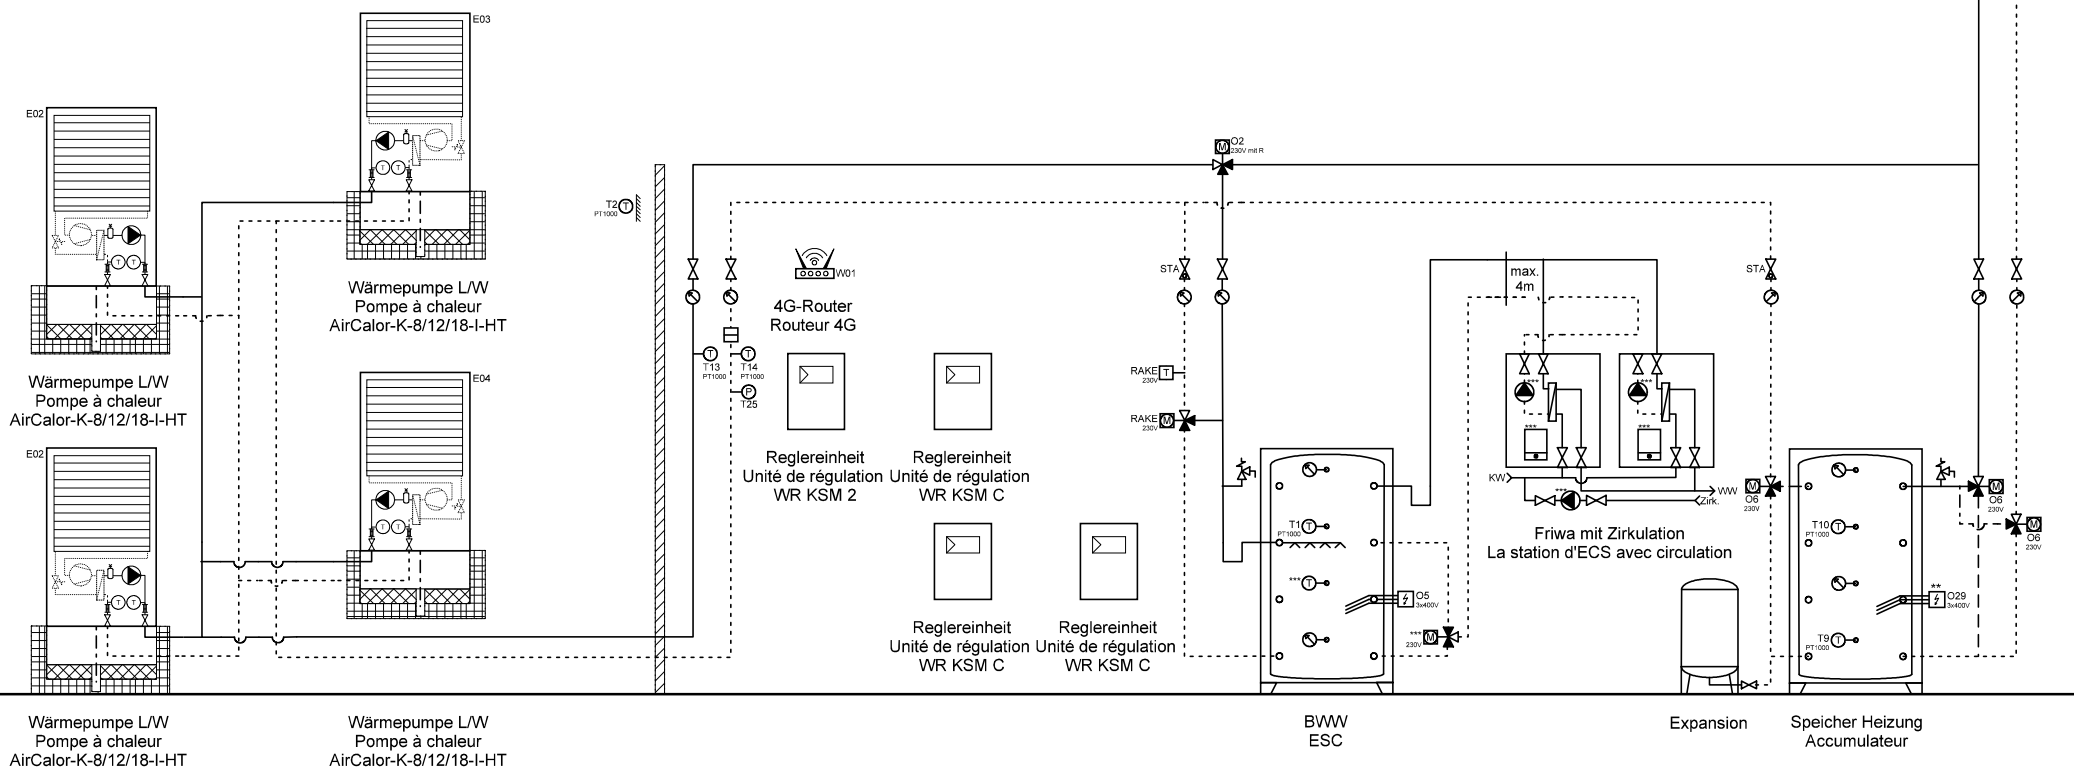 E03
E02
O2
230V mit R
T2
PT1000
Wärmepumpe L/W
Pompe à chaleur
AirCalor-K-8/12/18-I-HT
W01
4G-Router
Routeur 4G
STA
max.
4m
STA
T13
PT1000
T14
PT1000
T25
RAKE
230V
RAKE
230V
Wärmepumpe L/W
Pompe à chaleur
AirCalor-K-8/12/18-I-HT
E04
E02
Reglereinheit
Unité de régulation
WR KSM 2
Reglereinheit
Unité de régulation
WR KSM C
KW
WW
Zirk.
***
***
***
***
***
O6
230V
O6
230V
O6
230V
T1
PT1000
***
T10
PT1000
Friwa mit Zirkulation
La station d'ECS avec circulation
O5
3x400V
**
O29
3x400V
***
230V
T9
PT1000
Reglereinheit
Unité de régulation
WR KSM C
Reglereinheit
Unité de régulation
WR KSM C
Wärmepumpe L/W
Pompe à chaleur
AirCalor-K-8/12/18-I-HT
Wärmepumpe L/W
Pompe à chaleur
AirCalor-K-8/12/18-I-HT
BWW
ESC
Expansion
Speicher Heizung
Accumulateur